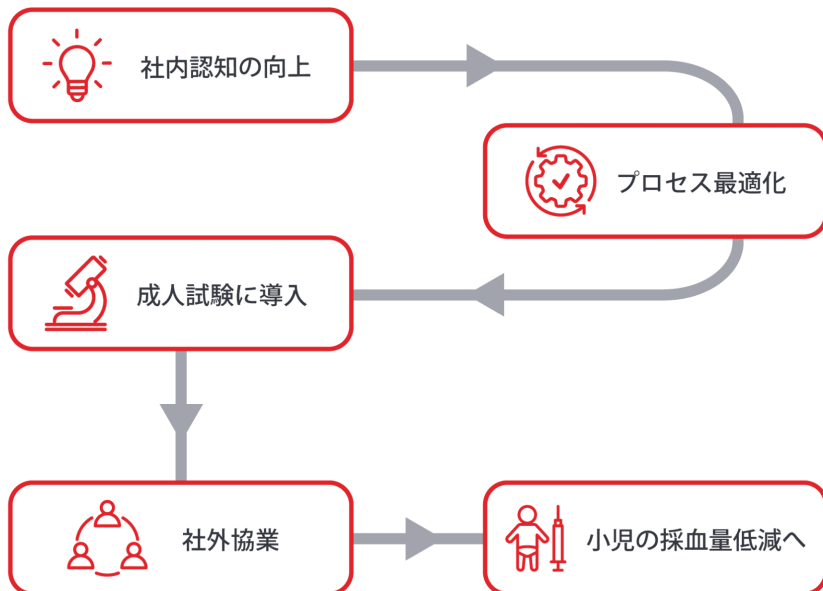 社内認知の向上
プロセス最適化
成人試験に導入
社外協業
小児の採血量低減へ